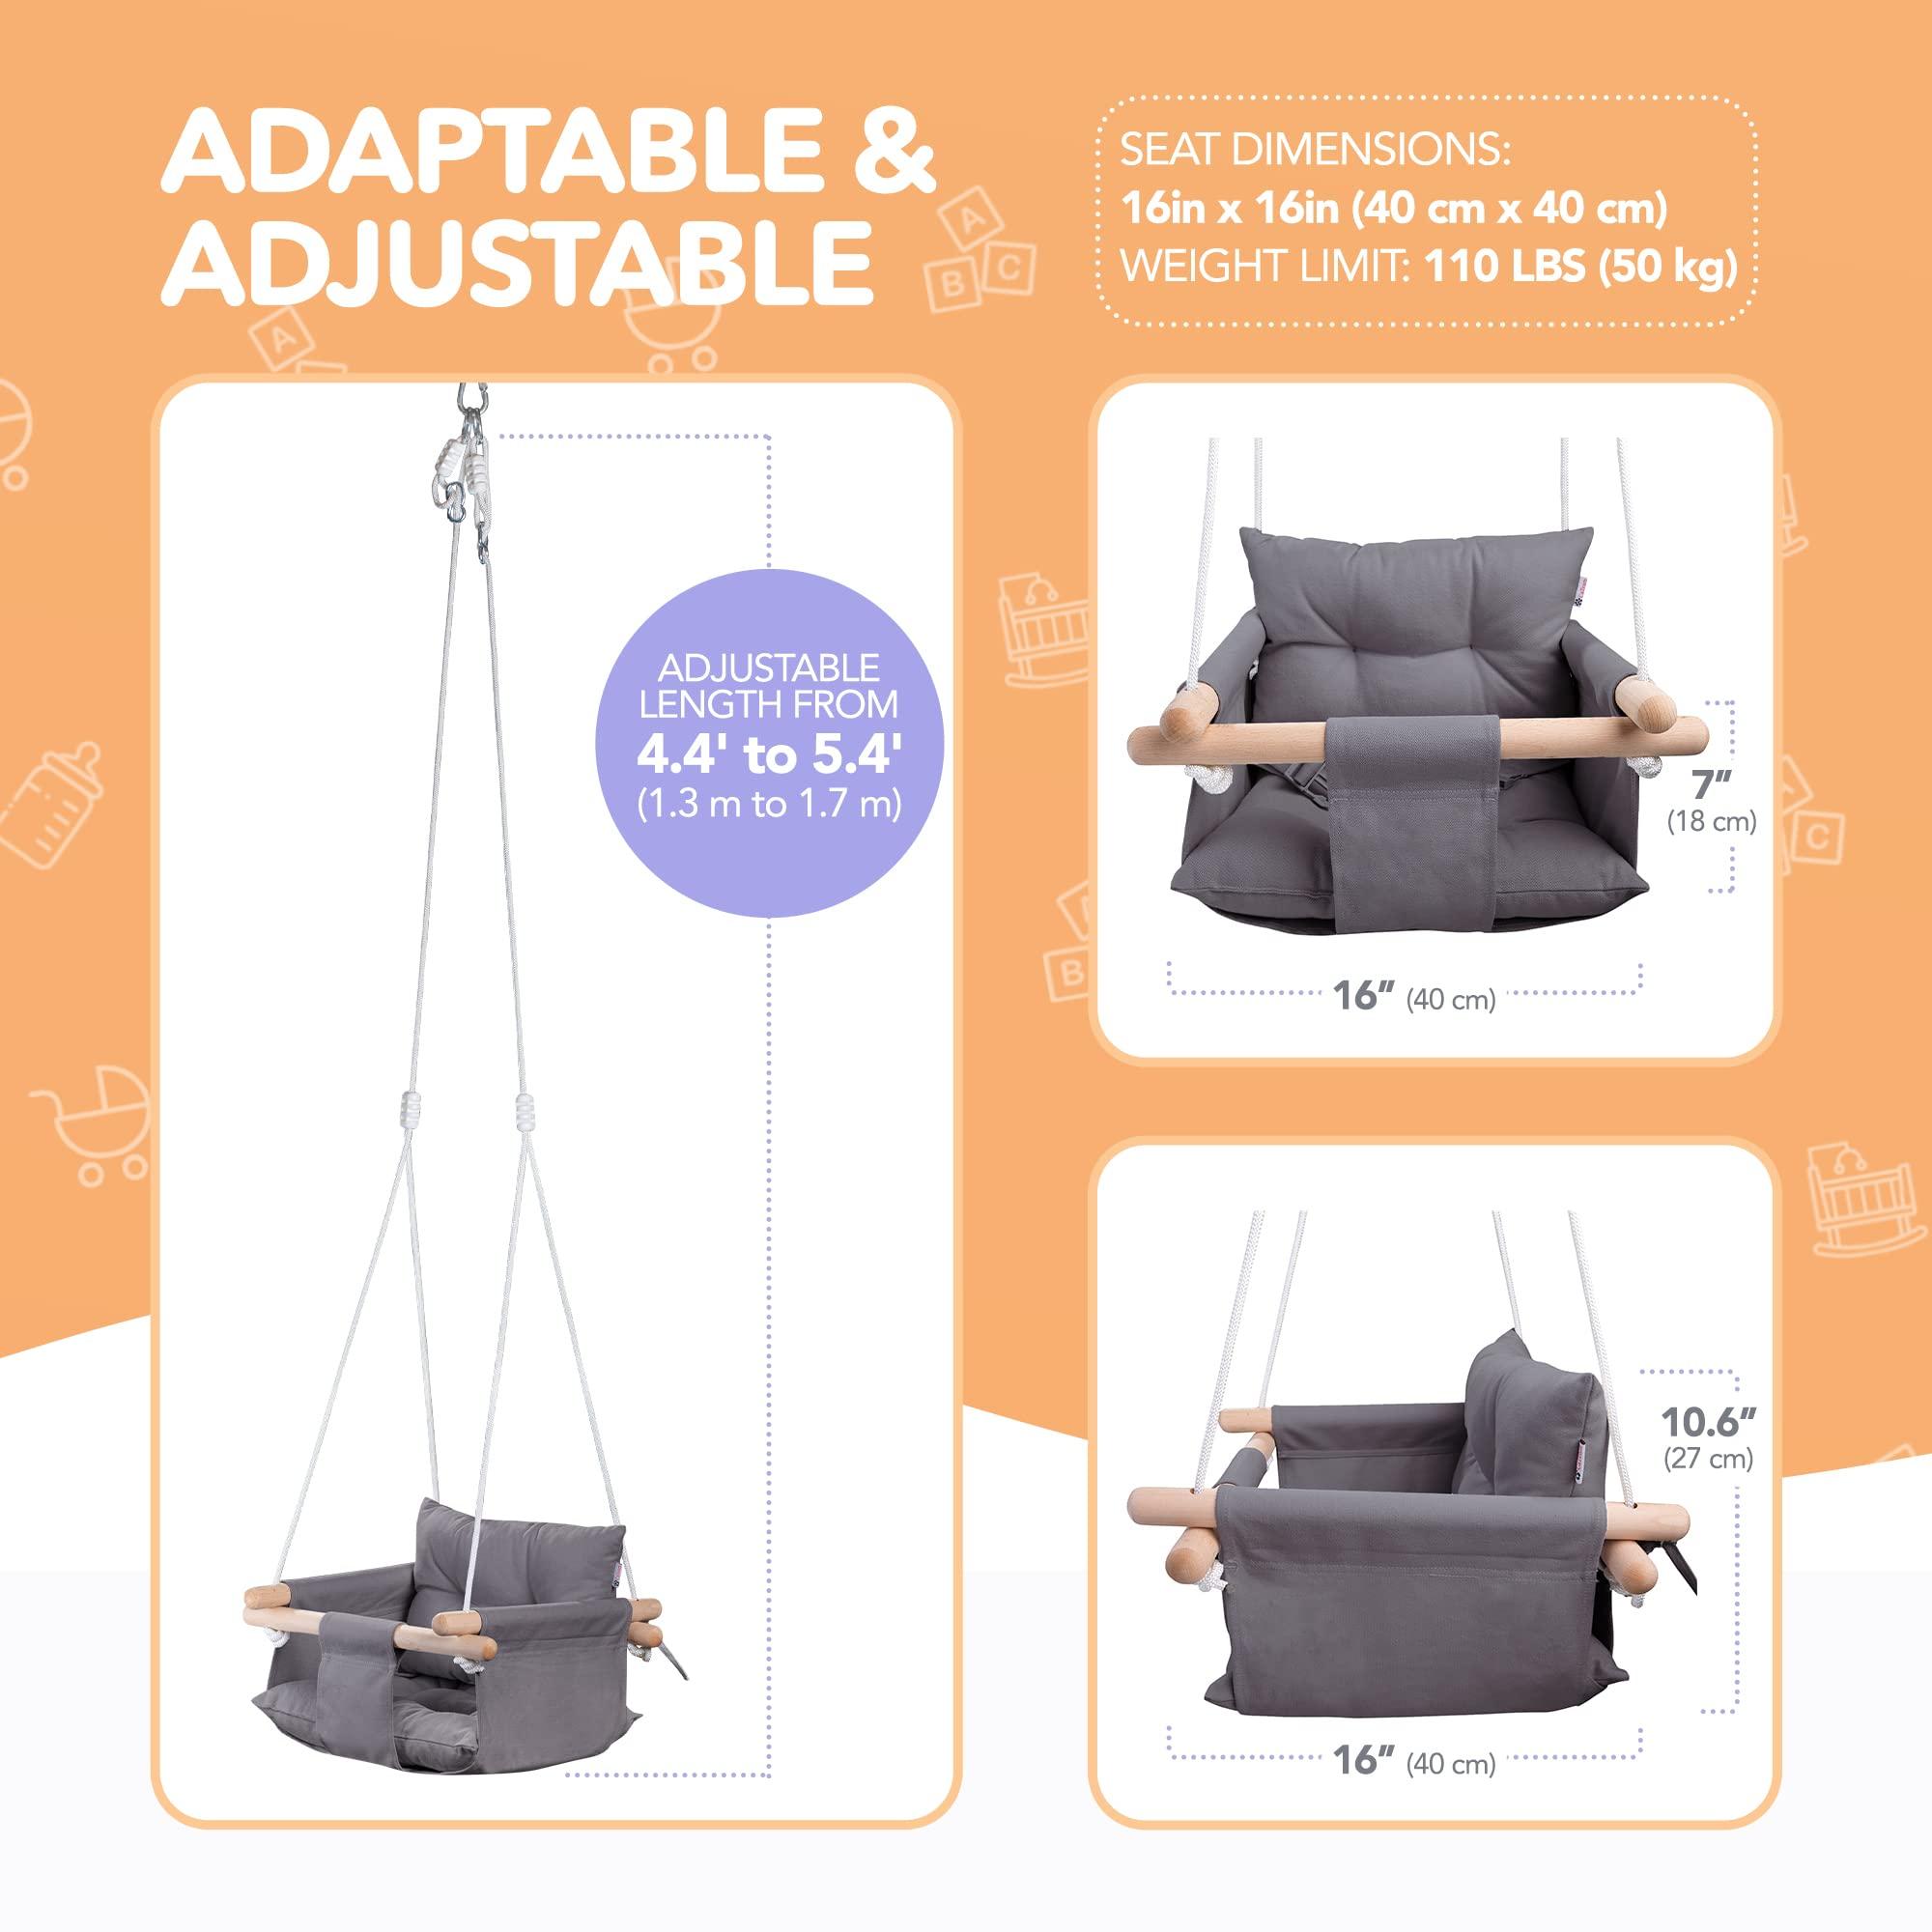 ADAPTABLE &
ADJUSTABLE
SEAT DIMENSIONS:
16in x 16in (40 cm x 40 cm)
WEIGHT LIMIT: 110 LBS (50 kg)
ADJUSTABLE
LENGTH FROM
4.4' to 5.4'
(1.3 m to 1.7 m)
7"
(18 cm)
16" (40 cm)
10.6"
(27 cm)
16" (40 cm)
A
B C
A
C
B